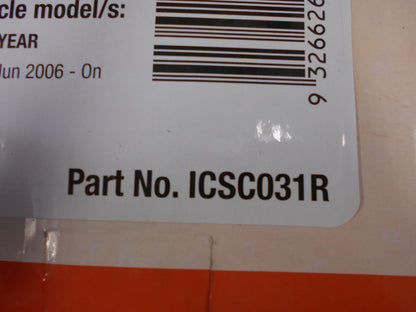 cle model/s:
YEAR
Jun 2006 - On
9 326626
Part No. ICSC031R